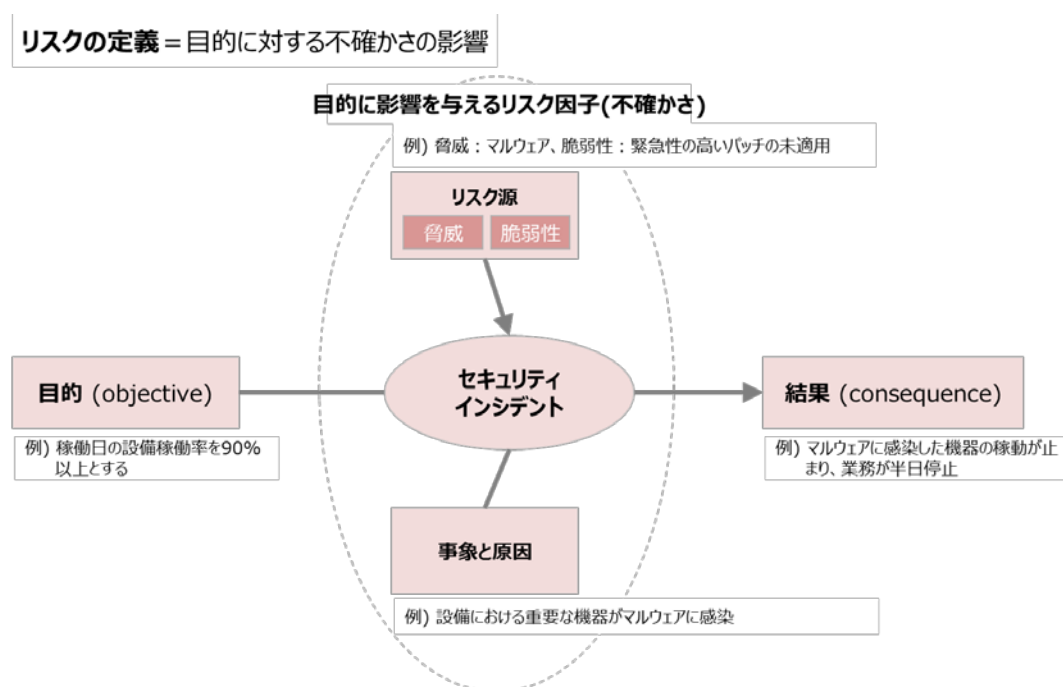 リスクの定義＝目的に対する不確かさの影響
目的に影響を与えるリスク因子(不確かさ)
例) 脅威：マルウェア、脆弱性：緊急性の高いパッチの未適用
リスク源
脅威 脆弱性
セキュリティ
インシデント
目的 (objective)
例) 稼働日の設備稼働率を90%
以上とする
結果 (consequence)
例) マルウェアに感染した機器の稼動が止
まり、業務が半日停止
事象と原因
例) 設備における重要な機器がマルウェアに感染